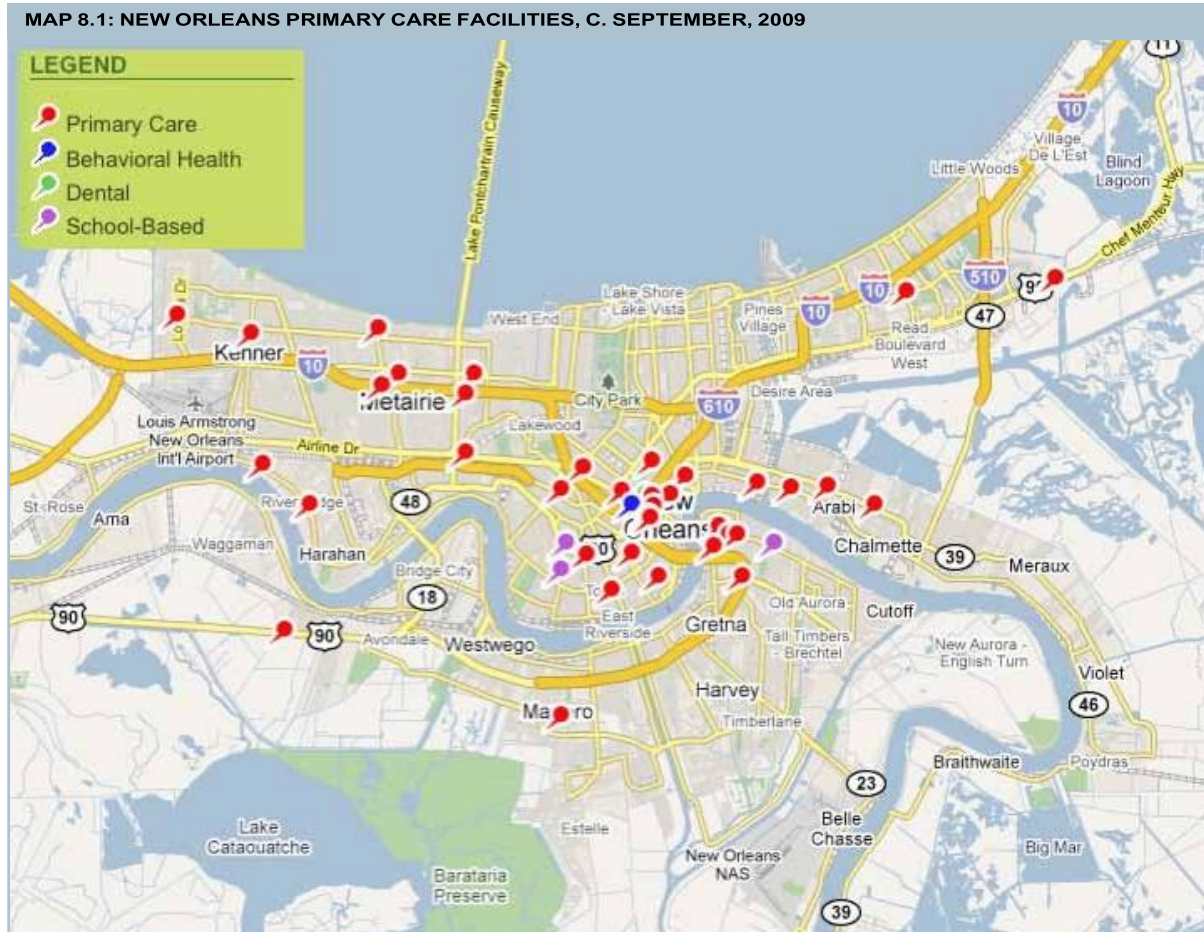 MAP 8.1: NEW ORLEANS PRIMARY CARE FACILITIES, C. SEPTEMBER, 2009
LEGEND
Primary Care
Behavioral Health
Dental
School-Based
Lake Pontchartrain Causeway
11
10
Village
De L'Est
Blind
Lagoon
Little Woods
Chef Menteur Hwy
510
10
10
47
Lake Shore
- Lake Vista
West End
Pines
Village
Read
Boulevard
West
Kenner
10
Metairie
City Park
610
Desire Area
Louis Armstrong
New Orleans
Int'l Airport
Lakewood
Airline Dr
St. Rose
Ama
48
Arabi
Waggaman
Harahan
Chalmette
39
Meraux
Bridge City
18
Old Aurora
Cutoff
90
90
Avondale
Westwego
East
Riverside
Gretna
Tall Timbers
- Brechtel
New Aurora -
English Turn
Violet
Harvey
46
Timberlane
Braithwaite
Poydras
23
Lake
Cataouatche
Estelle
Belle
Chasse
New Orleans
NAS
Big Mar
Barataria
Preserve
39